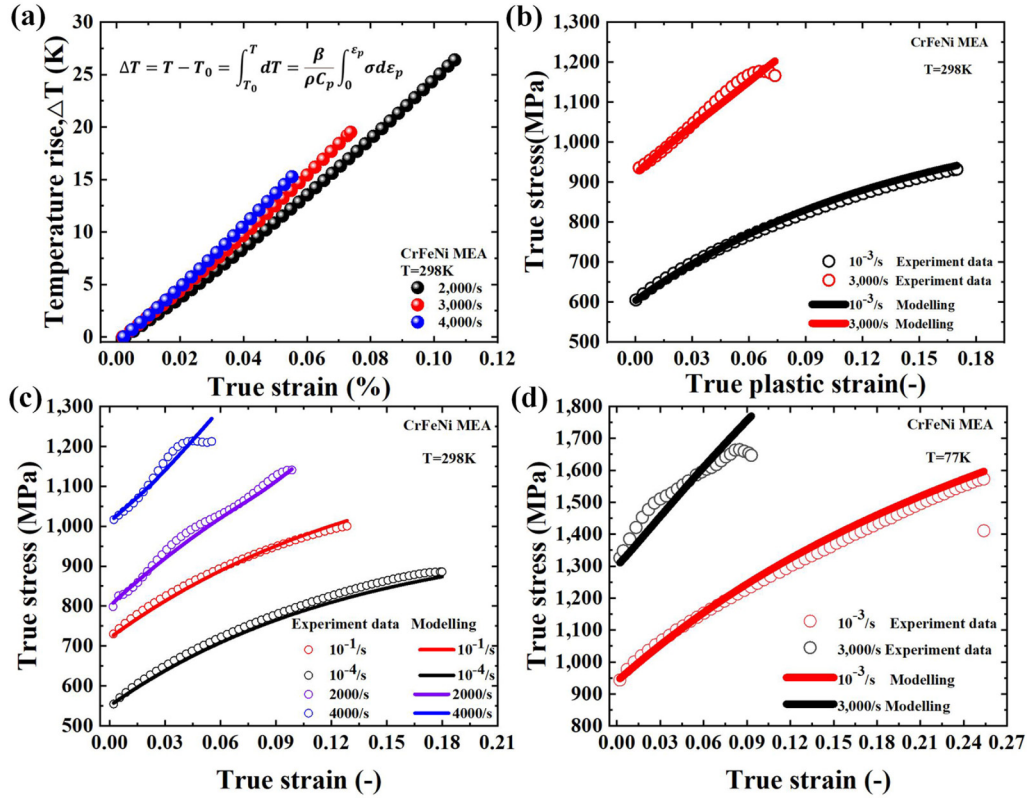 (a)
30
25
20
15
10
5
0
Temperature rise,ΔT (K)
ΔT = T − T₀ = ∫_{T₀}^{T} dT = β/(ρC_p) ∫_0^{ε_p} σdε_p
CrFeNi MEA
T=298K
2,000/s
3,000/s
4,000/s
0.00 0.02 0.04 0.06 0.08 0.10 0.12
True strain (%)
(b)
1,300
1,200
1,100
1,000
900
800
700
600
500
True stress(MPa)
CrFeNi MEA
T=298K
10⁻³/s Experiment data
3,000/s Experiment data
10⁻³/s Modelling
3,000/s Modelling
0.00 0.03 0.06 0.09 0.12 0.15 0.18
True plastic strain(-)
(c)
1,300
1,200
1,100
1,000
900
800
700
600
500
True stress (MPa)
CrFeNi MEA
T=298K
Experiment data Modelling
10⁻¹/s 10⁻¹/s
10⁻⁴/s 10⁻⁴/s
2000/s 2000/s
4000/s 4000/s
0.00 0.03 0.06 0.09 0.12 0.15 0.18 0.21
True strain (-)
(d)
1,800
1,700
1,600
1,500
1,400
1,300
1,200
1,100
1,000
900
800
True stress (MPa)
CrFeNi MEA
T=77K
10⁻³/s Experiment data
3,000/s Experiment data
10⁻³/s Modelling
3,000/s Modelling
0.00 0.03 0.06 0.09 0.12 0.15 0.18 0.21 0.24 0.27
True strain (-)